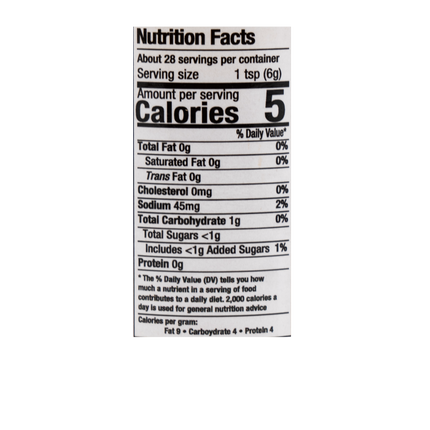 Nutrition Facts
About 28 servings per container
Serving size 1 tsp (6g)
Amount per serving
Calories 5
% Daily Value*
Total Fat 0g 0%
Saturated Fat 0g 0%
Trans Fat 0g
Cholesterol 0mg 0%
Sodium 45mg 2%
Total Carbohydrate 1g 0%
Total Sugars <1g
Includes <1g Added Sugars 1%
Protein 0g
* The % Daily Value (DV) tells you how
much a nutrient in a serving of food
contributes to a daily diet. 2,000 calories a
day is used for general nutrition advice
Calories per gram:
Fat 9 • Carboydrate 4 • Protein 4